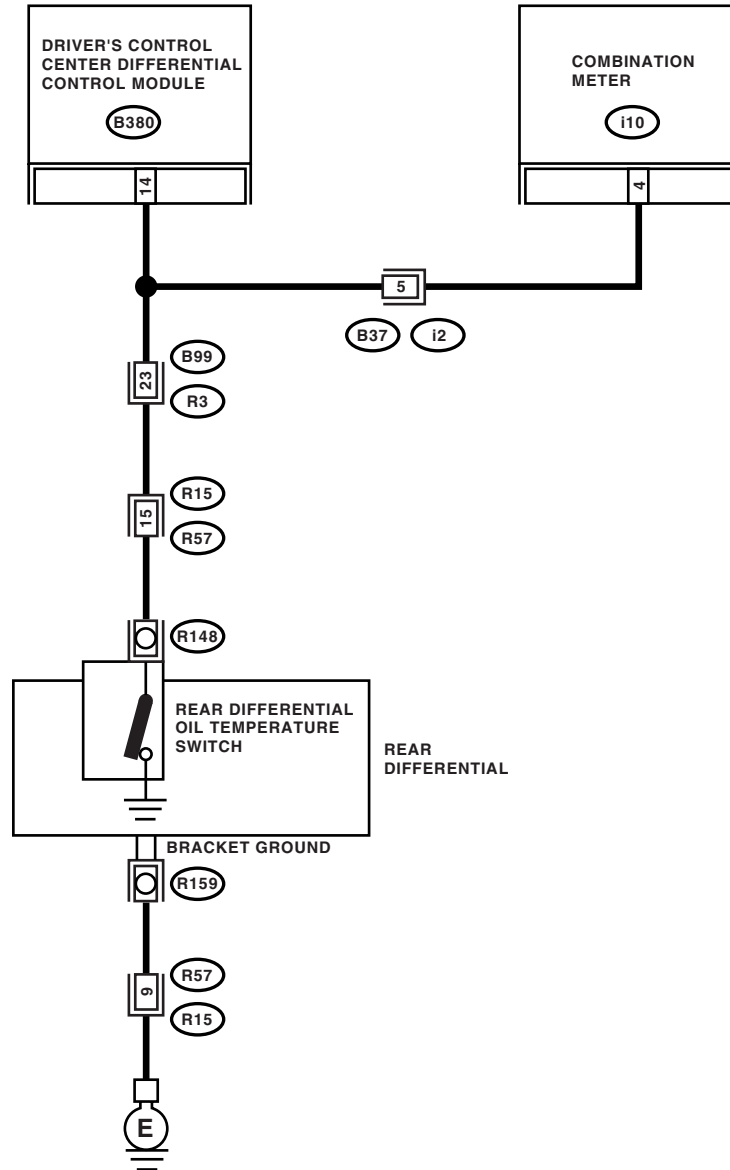 DRIVER'S CONTROL
CENTER DIFFERENTIAL
CONTROL MODULE
B380
14
COMBINATION
METER
i10
4
5
B37
i2
23
B99
R3
15
R15
R57
R148
REAR DIFFERENTIAL
OIL TEMPERATURE
SWITCH
REAR
DIFFERENTIAL
BRACKET GROUND
R159
9
R57
R15
E